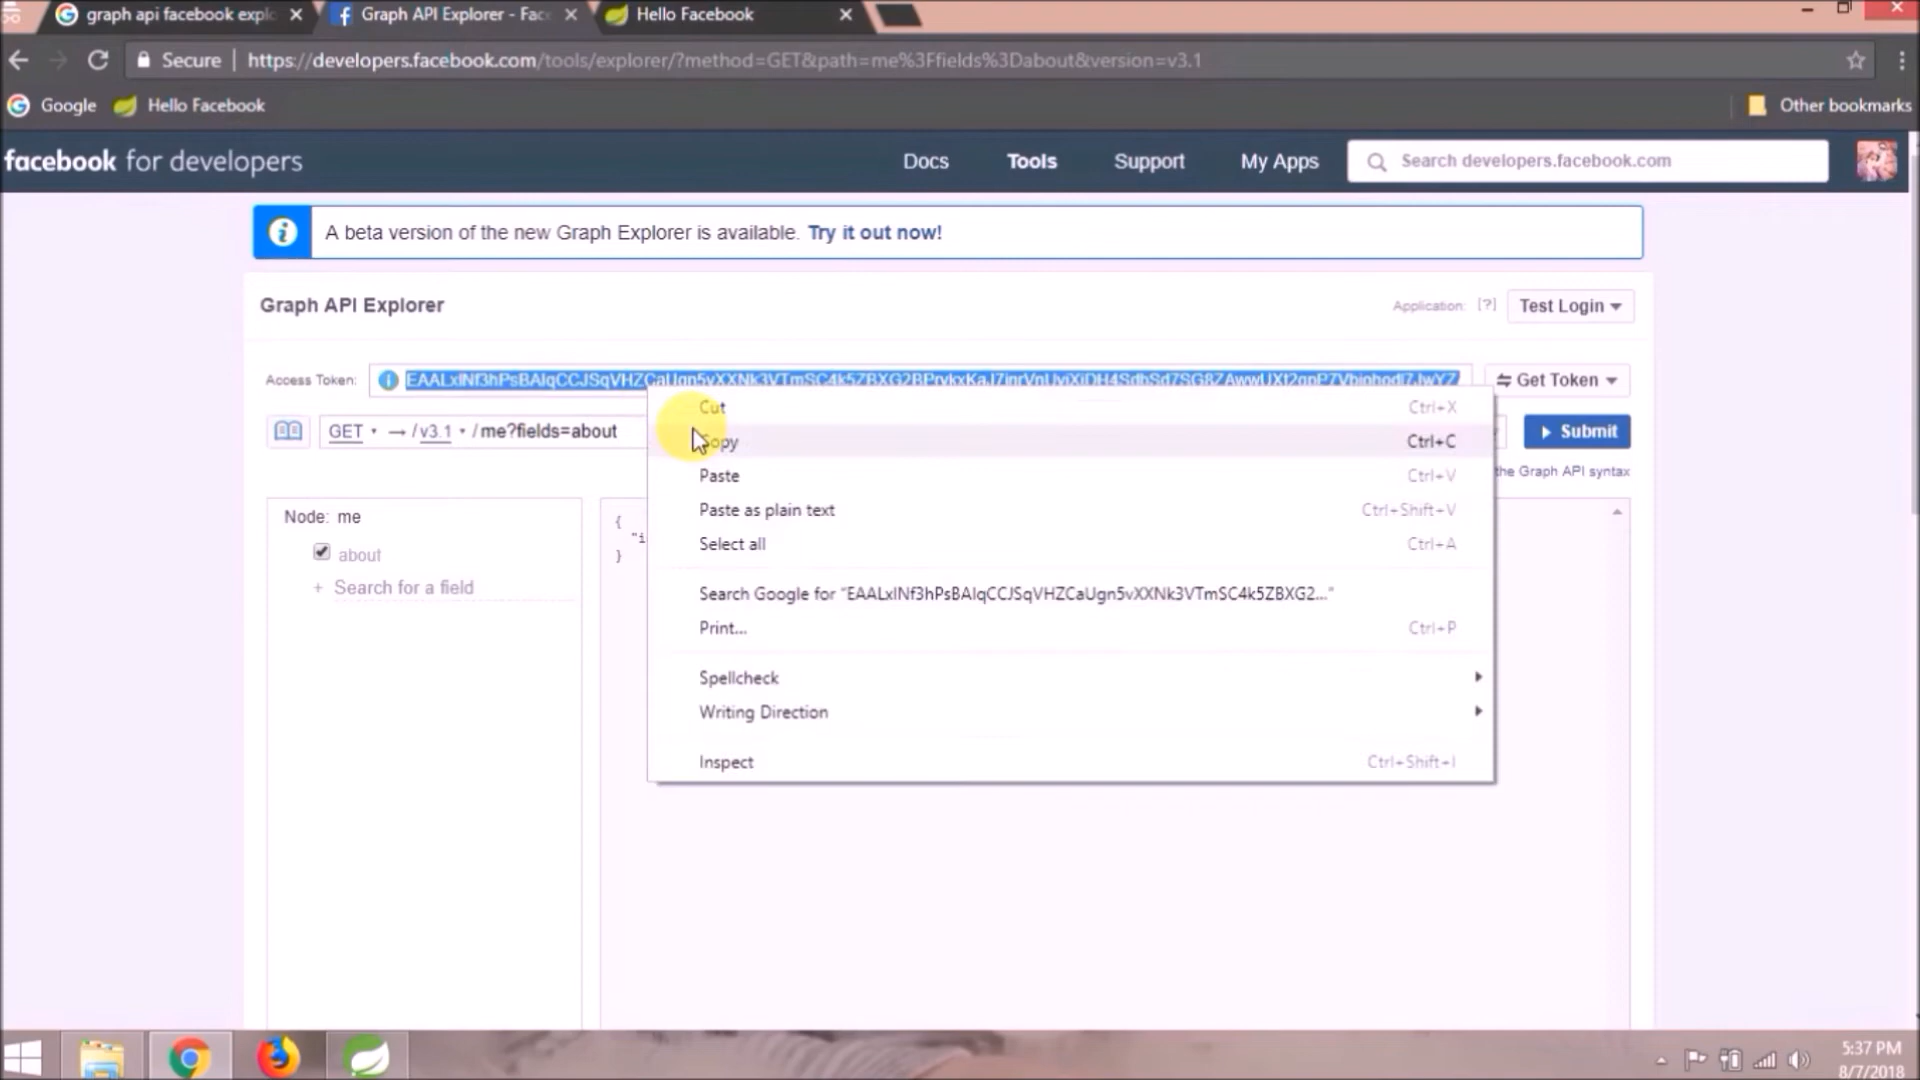 graph api facebook explo
Graph API Explorer - Fac
Hello Facebook
Secure
https://developers.facebook.com/tools/explorer/?method=GET&path=me%3Ffields%3Dabout&version=v3.1
Google
Hello Facebook
Other bookmarks
facebook for developers
Docs
Tools
Support
My Apps
Search developers.facebook.com
A beta version of the new Graph Explorer is available. Try it out now!
Graph API Explorer
Application: [?]
Test Login
Access Token:
Get Token
GET → / v3.1 / me?fields=about
Submit
the Graph API syntax
Cut Ctrl+X
Copy Ctrl+C
Paste Ctrl+V
Paste as plain text Ctrl+Shift+V
Select all Ctrl+A
Search Google for "EAALxlNf3hPsBAIqCCJSqVHZCaUgn5vXXNk3VTmSC4k5ZBXG2..."
Print... Ctrl+P
Spellcheck
Writing Direction
Inspect Ctrl+Shift+I
Node: me
about
+ Search for a field
{
"i
}
5:37 PM
8/7/2018